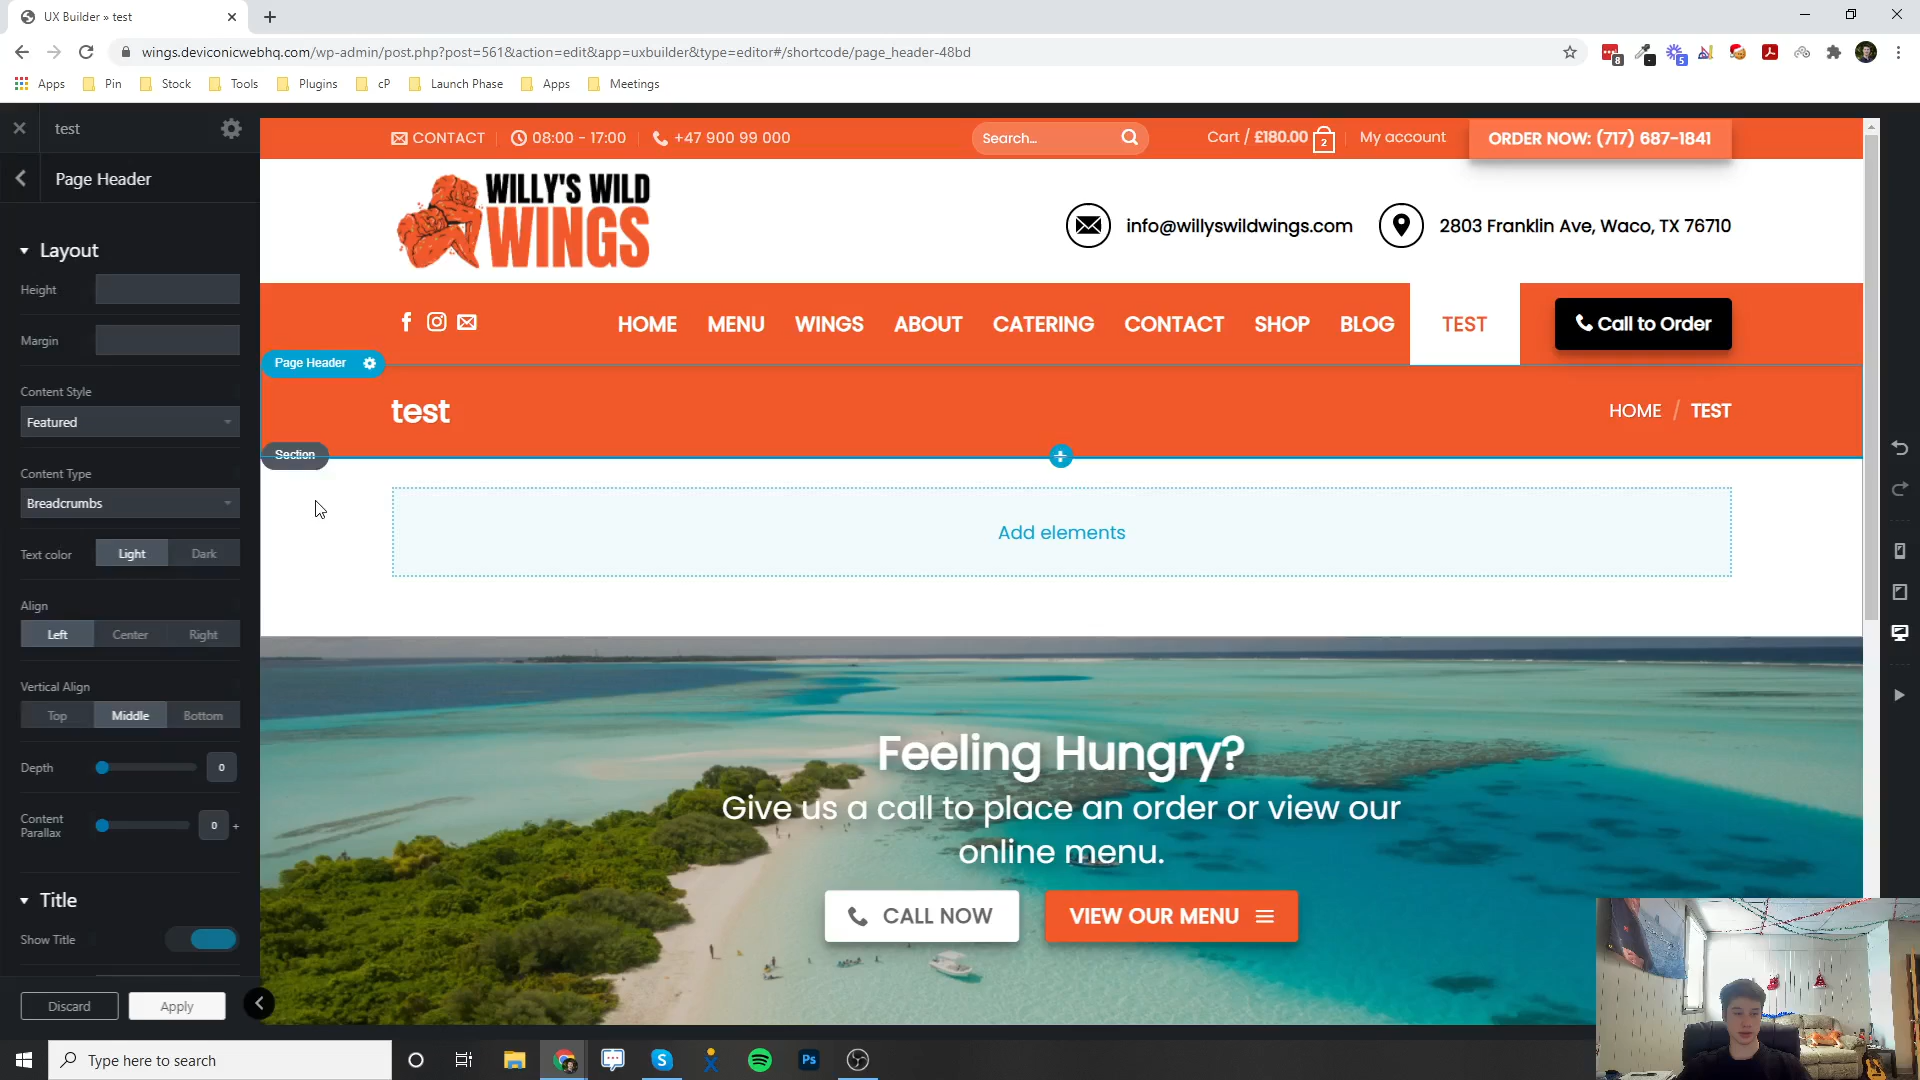 UX Builder » test
wings.deviconicwebhq.com/wp-admin/post.php?post=561&action=edit&app=uxbuilder&type=editor#/shortcode/page_header-48bd
8
5
Apps
Pin
Stock
Tools
Plugins
cP
Launch Phase
Apps
Meetings
test
Page Header
Layout
Height
Margin
Content Style
Featured
Content Type
Breadcrumbs
Text color
Light
Dark
Align
Left
Center
Right
Vertical Align
Top
Middle
Bottom
Depth
0
Content
Parallax
0
+
Title
Show Title
Discard
Apply
CONTACT
08:00 - 17:00
+47 900 99 000
Search...
Cart / £180.00
2
My account
ORDER NOW: (717) 687-1841
WILLY'S WILD
WINGS
info@willyswildwings.com
2803 Franklin Ave, Waco, TX 76710
HOME
MENU
WINGS
ABOUT
CATERING
CONTACT
SHOP
BLOG
TEST
Call to Order
Page Header
test
HOME / TEST
Section
Add elements
Feeling Hungry?
Give us a call to place an order or view our
online menu.
CALL NOW
VIEW OUR MENU
Type here to search
S
Ps